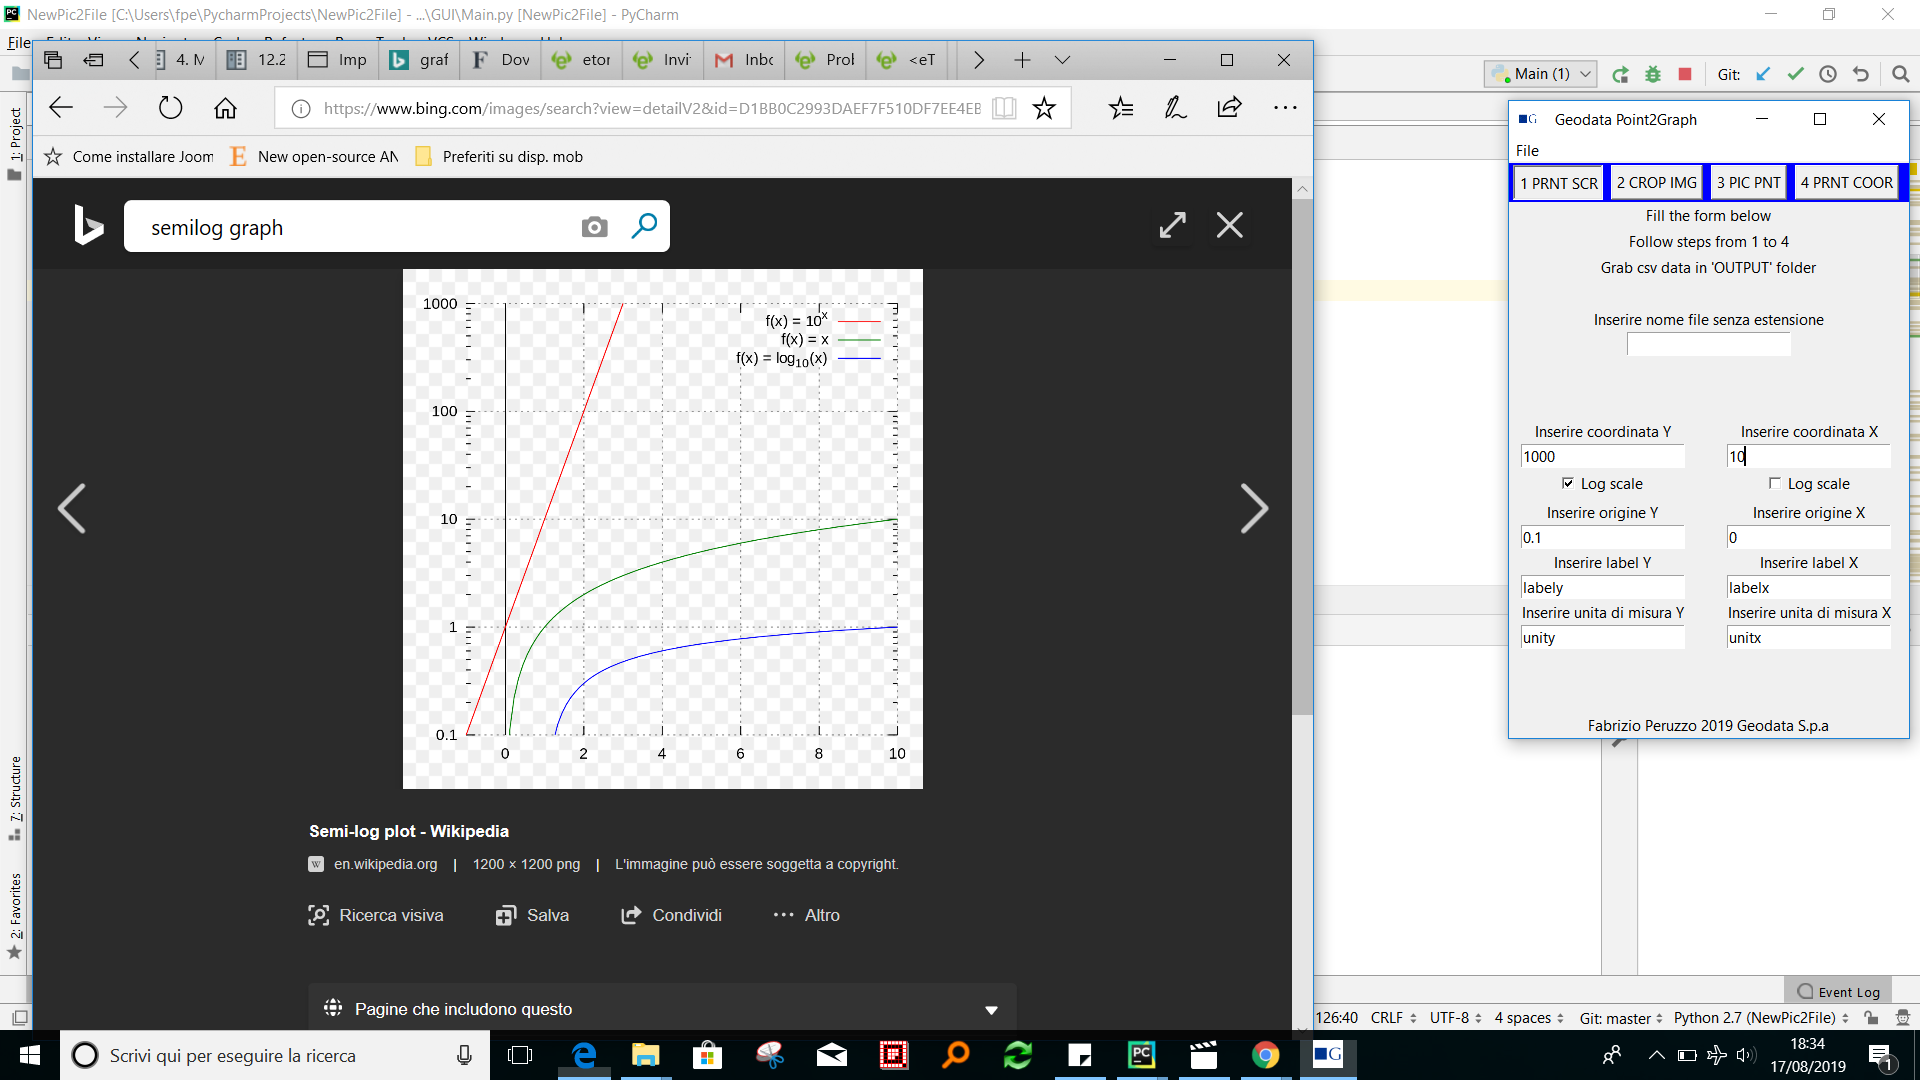 NewPic2File [C:\Users\fpe\PycharmProjects\NewPic2File] - ...\GUI\Main.py [NewPic2File] - PyCharm
File
4. M
12.2
Imp
graf
Dov
etor
Invi
Inbc
Prol
<eT
Main (1)
Git:
https://www.bing.com/images/search?view=detailV2&id=D1BB0C2993DAEF7F510DF7EE4EB
Come installare Joom
New open-source AN
Preferiti su disp. mob
semilog graph
1000
100
10
1
0.1
0 2 4 6 8 10
f(x) = 10^x
f(x) = x
f(x) = log₁₀(x)
Semi-log plot - Wikipedia
en.wikipedia.org | 1200 × 1200 png | L'immagine può essere soggetta a copyright.
Ricerca visiva
Salva
Condividi
Altro
Pagine che includono questo
1: Project
7: Structure
2: Favorites
Geodata Point2Graph
File
1 PRNT SCR
2 CROP IMG
3 PIC PNT
4 PRNT COOR
Fill the form below
Follow steps from 1 to 4
Grab csv data in 'OUTPUT' folder
Inserire nome file senza estensione
Inserire coordinata Y
Inserire coordinata X
1000
10
Log scale
Log scale
Inserire origine Y
Inserire origine X
0.1
0
Inserire label Y
Inserire label X
labely
labelx
Inserire unita di misura Y
Inserire unita di misura X
unity
unitx
Fabrizio Peruzzo 2019 Geodata S.p.a
Event Log
126:40 CRLF UTF-8 4 spaces Git: master Python 2.7 (NewPic2File)
Scrivi qui per eseguire la ricerca
18:34
17/08/2019
1